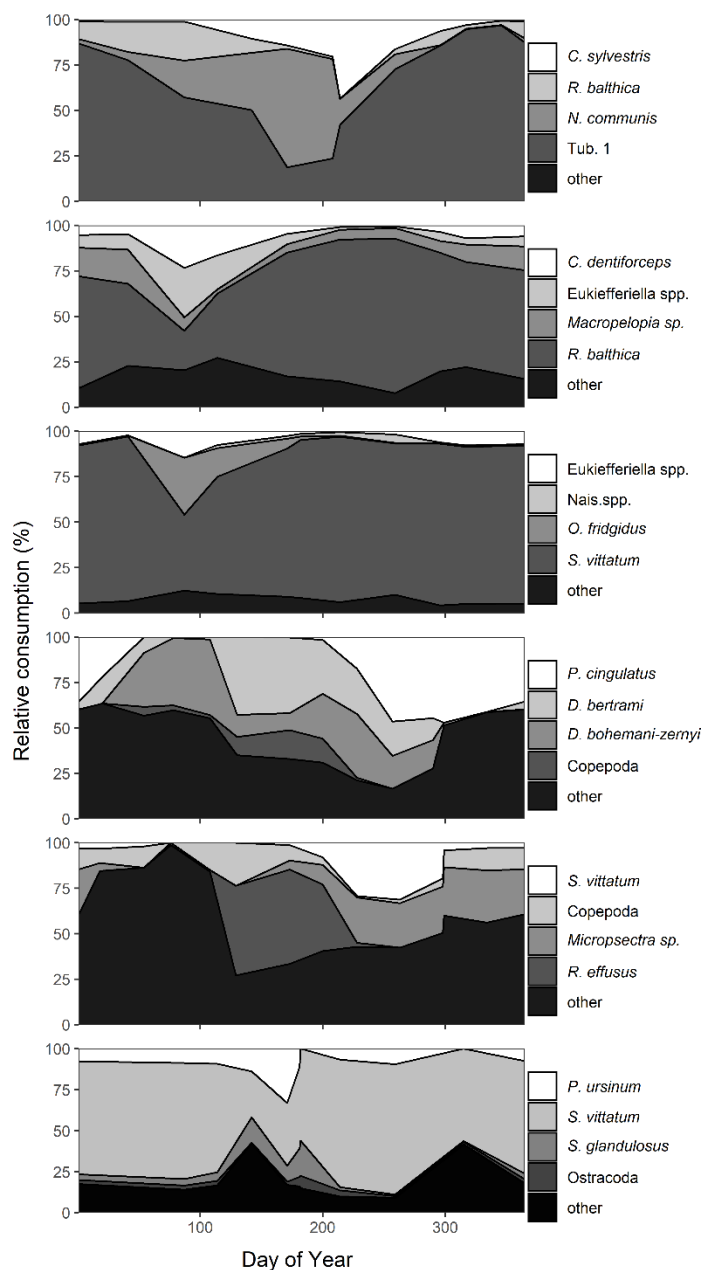 Relative consumption (%)
100
75
50
25
0
C. sylvestris
R. balthica
N. communis
Tub. 1
other
100
75
50
25
0
C. dentiforceps
Eukiefferiella spp.
Macropelopia sp.
R. balthica
other
100
75
50
25
0
Eukiefferiella spp.
Nais.spp.
O. fridgidus
S. vittatum
other
100
75
50
25
0
P. cingulatus
D. bertrami
D. bohemani-zernyi
Copepoda
other
100
75
50
25
0
S. vittatum
Copepoda
Micropsectra sp.
R. effusus
other
100
75
50
25
0
P. ursinum
S. vittatum
S. glandulosus
Ostracoda
other
100 200 300
Day of Year